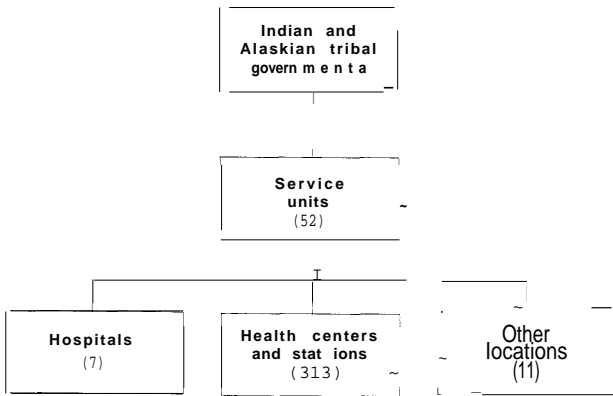 Indian and
Alaskian tribal
govern m e n t a
Service
units
(52)
Hospitals
(7)
Health centers
and stat ions
(313)
Other
locations
(11)